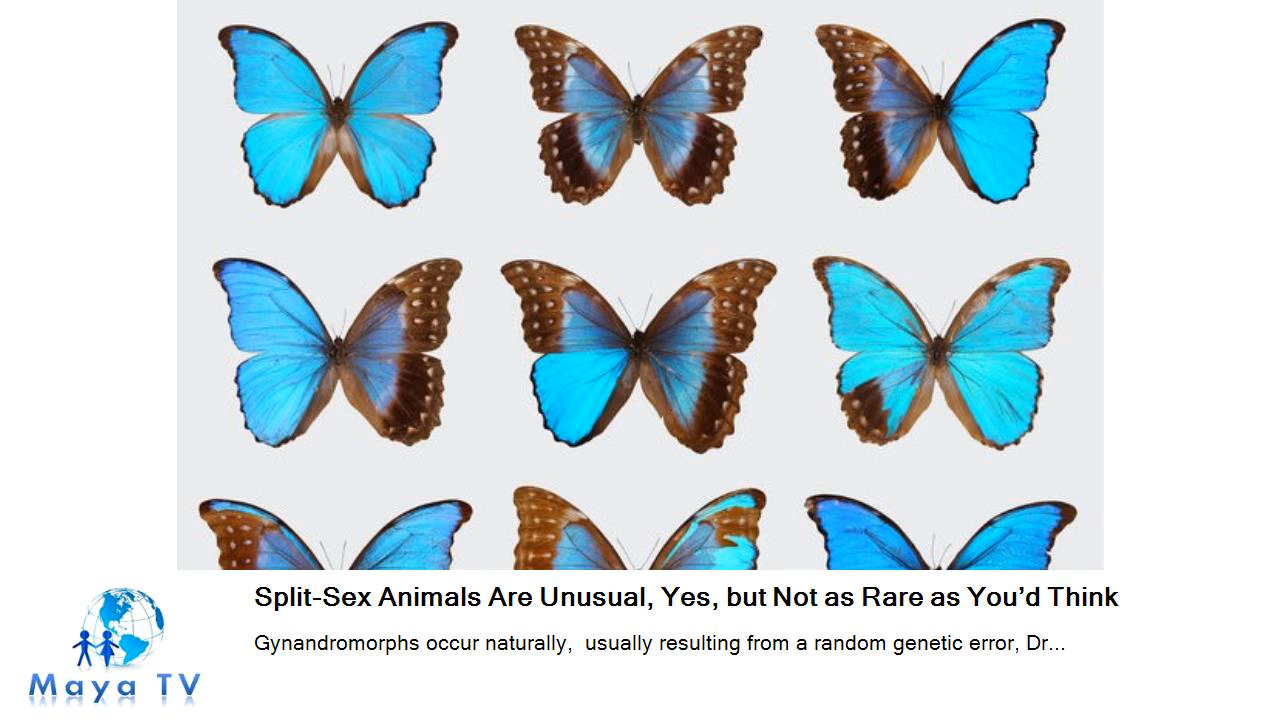 Split-Sex Animals Are Unusual, Yes, but Not as Rare as You’d Think
Gynandromorphs occur naturally,  usually resulting from a random genetic error, Dr...
Maya TV